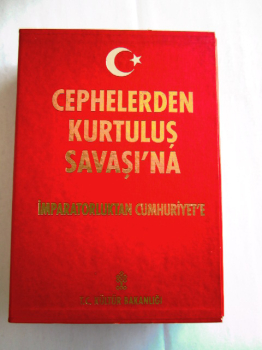 CEPHELERDEN
KURTULUŞ
SAVAŞI'NA
İMPARATORLUKTAN CUMHURİYET'E
T.C. KÜLTÜR BAKANLIĞI